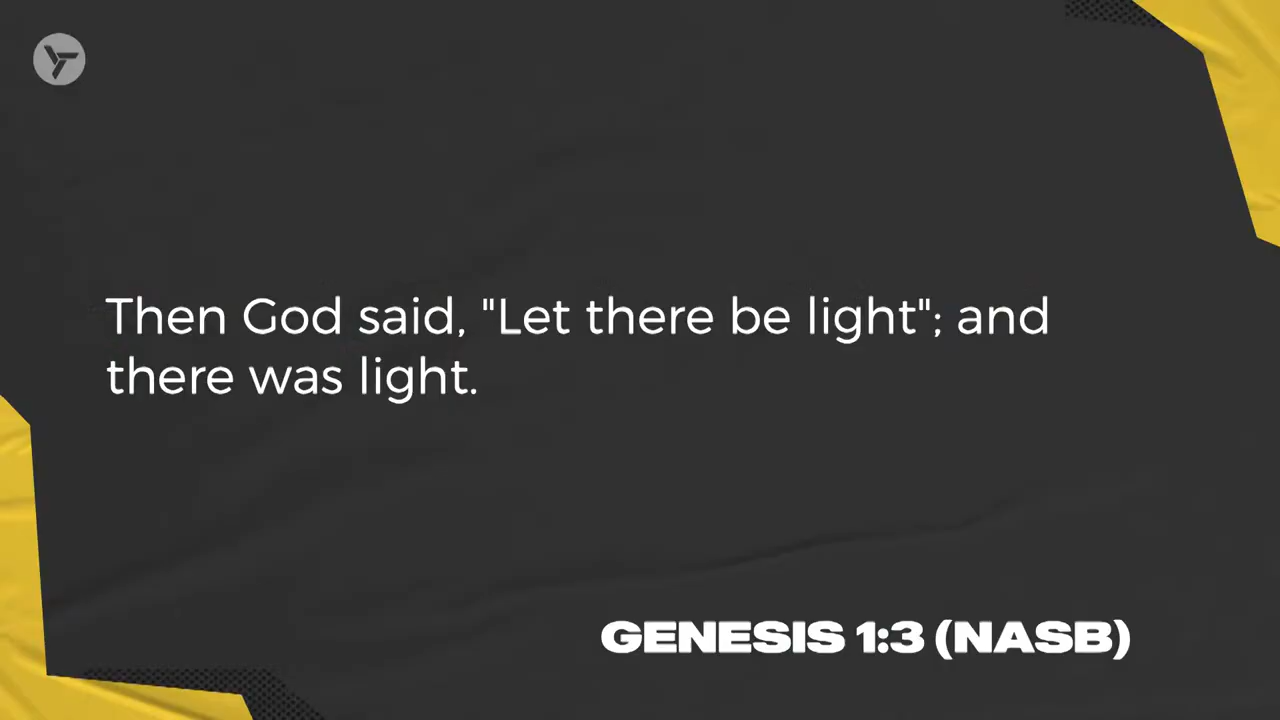 Then God said, "Let there be light"; and
there was light.
GENESIS 1:3 (NASB)